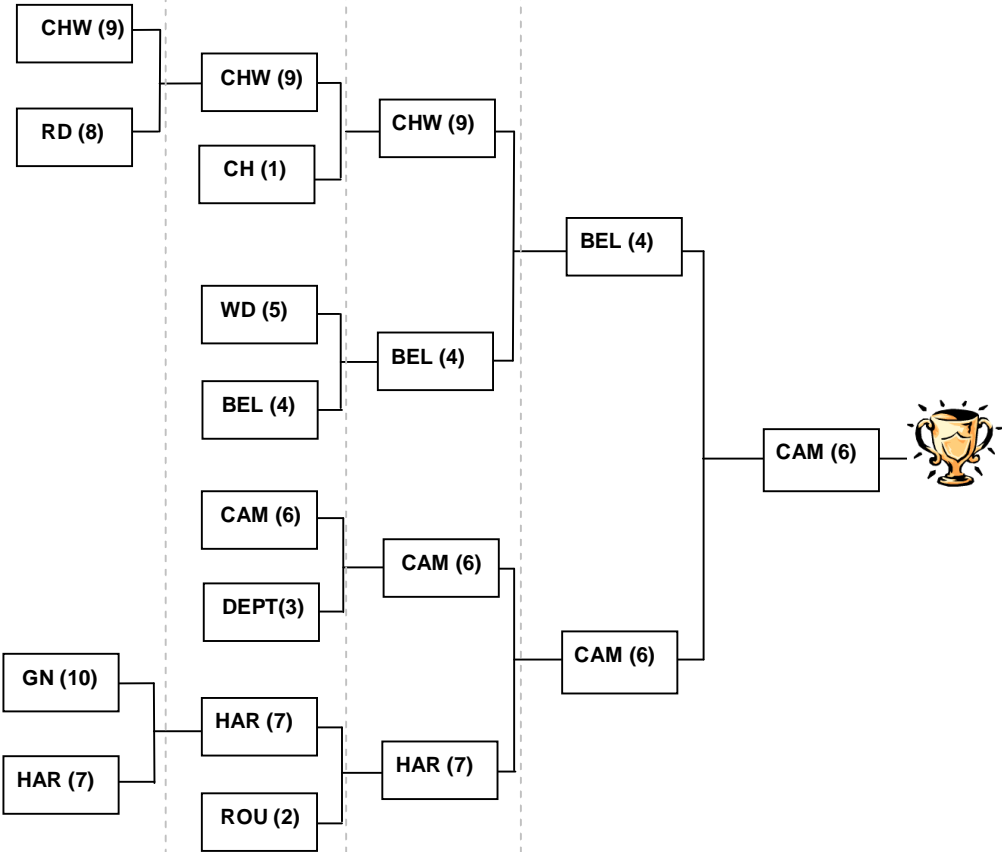 CHW (9)
RD (8)
GN (10)
HAR (7)
CHW (9)
CH (1)
WD (5)
BEL (4)
CAM (6)
DEPT(3)
HAR (7)
ROU (2)
CHW (9)
BEL (4)
CAM (6)
HAR (7)
BEL (4)
CAM (6)
CAM (6)